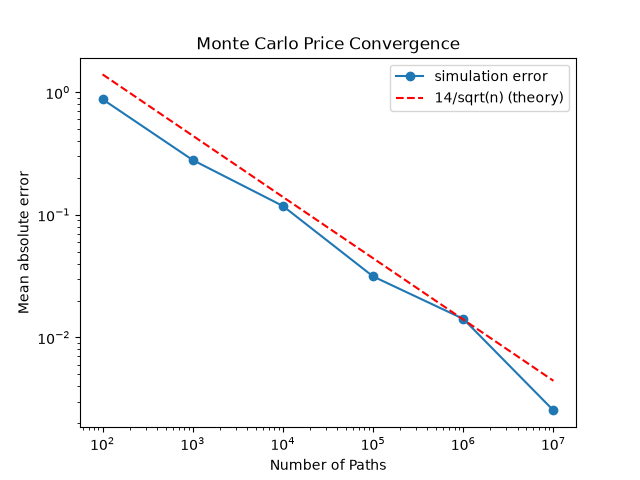 Monte Carlo Price Convergence
simulation error
14/sqrt(n) (theory)
Mean absolute error
10⁰
10⁻¹
10⁻²
10² 10³ 10⁴ 10⁵ 10⁶ 10⁷
Number of Paths